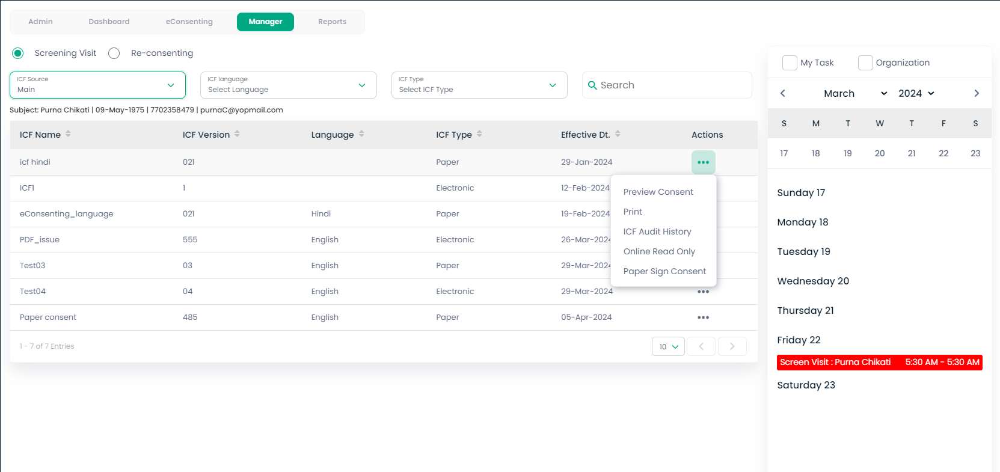 Admin Dashboard eConsenting Manager Reports
Screening Visit Re-consenting
ICF Source
Main
ICF language
Select Language
ICF Type
Select ICF Type
Search
Subject: Purna Chikati | 09-May-1975 | 7702358479 | purnaC@yopmail.com
ICF Name ICF Version Language ICF Type Effective Dt. Actions
icf hindi 021 Paper 29-Jan-2024
ICF1 1 Electronic 12-Feb-2024
eConsenting_language 021 Hindi Paper 19-Feb-2024
PDF_issue 555 English Electronic 26-Mar-2024
Test03 03 English Paper 29-Mar-2024
Test04 04 English Electronic 29-Mar-2024
Paper consent 485 English Paper 05-Apr-2024
Preview Consent
Print
ICF Audit History
Online Read Only
Paper Sign Consent
1 - 7 of 7 Entries 10
My Task Organization
March 2024
S M T W T F S
17 18 19 20 21 22 23
Sunday 17
Monday 18
Tuesday 19
Wednesday 20
Thursday 21
Friday 22
Screen Visit : Purna Chikati 5:30 AM - 5:30 AM
Saturday 23